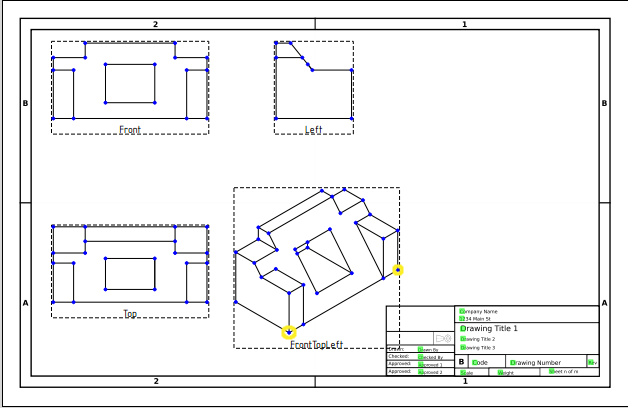 2
1
B
B
Front
Left
A
A
Top
FrontTopLeft
Company Name
1234 Main St
Drawing Title 1
Drawing Title 2
Drawing Title 3
Drawn: Drawn By
Checked: Checked By
Approved: Approved 1
Approved: Approved 2
B Code Drawing Number Rev
Scale Weight Sheet n of m
2
1